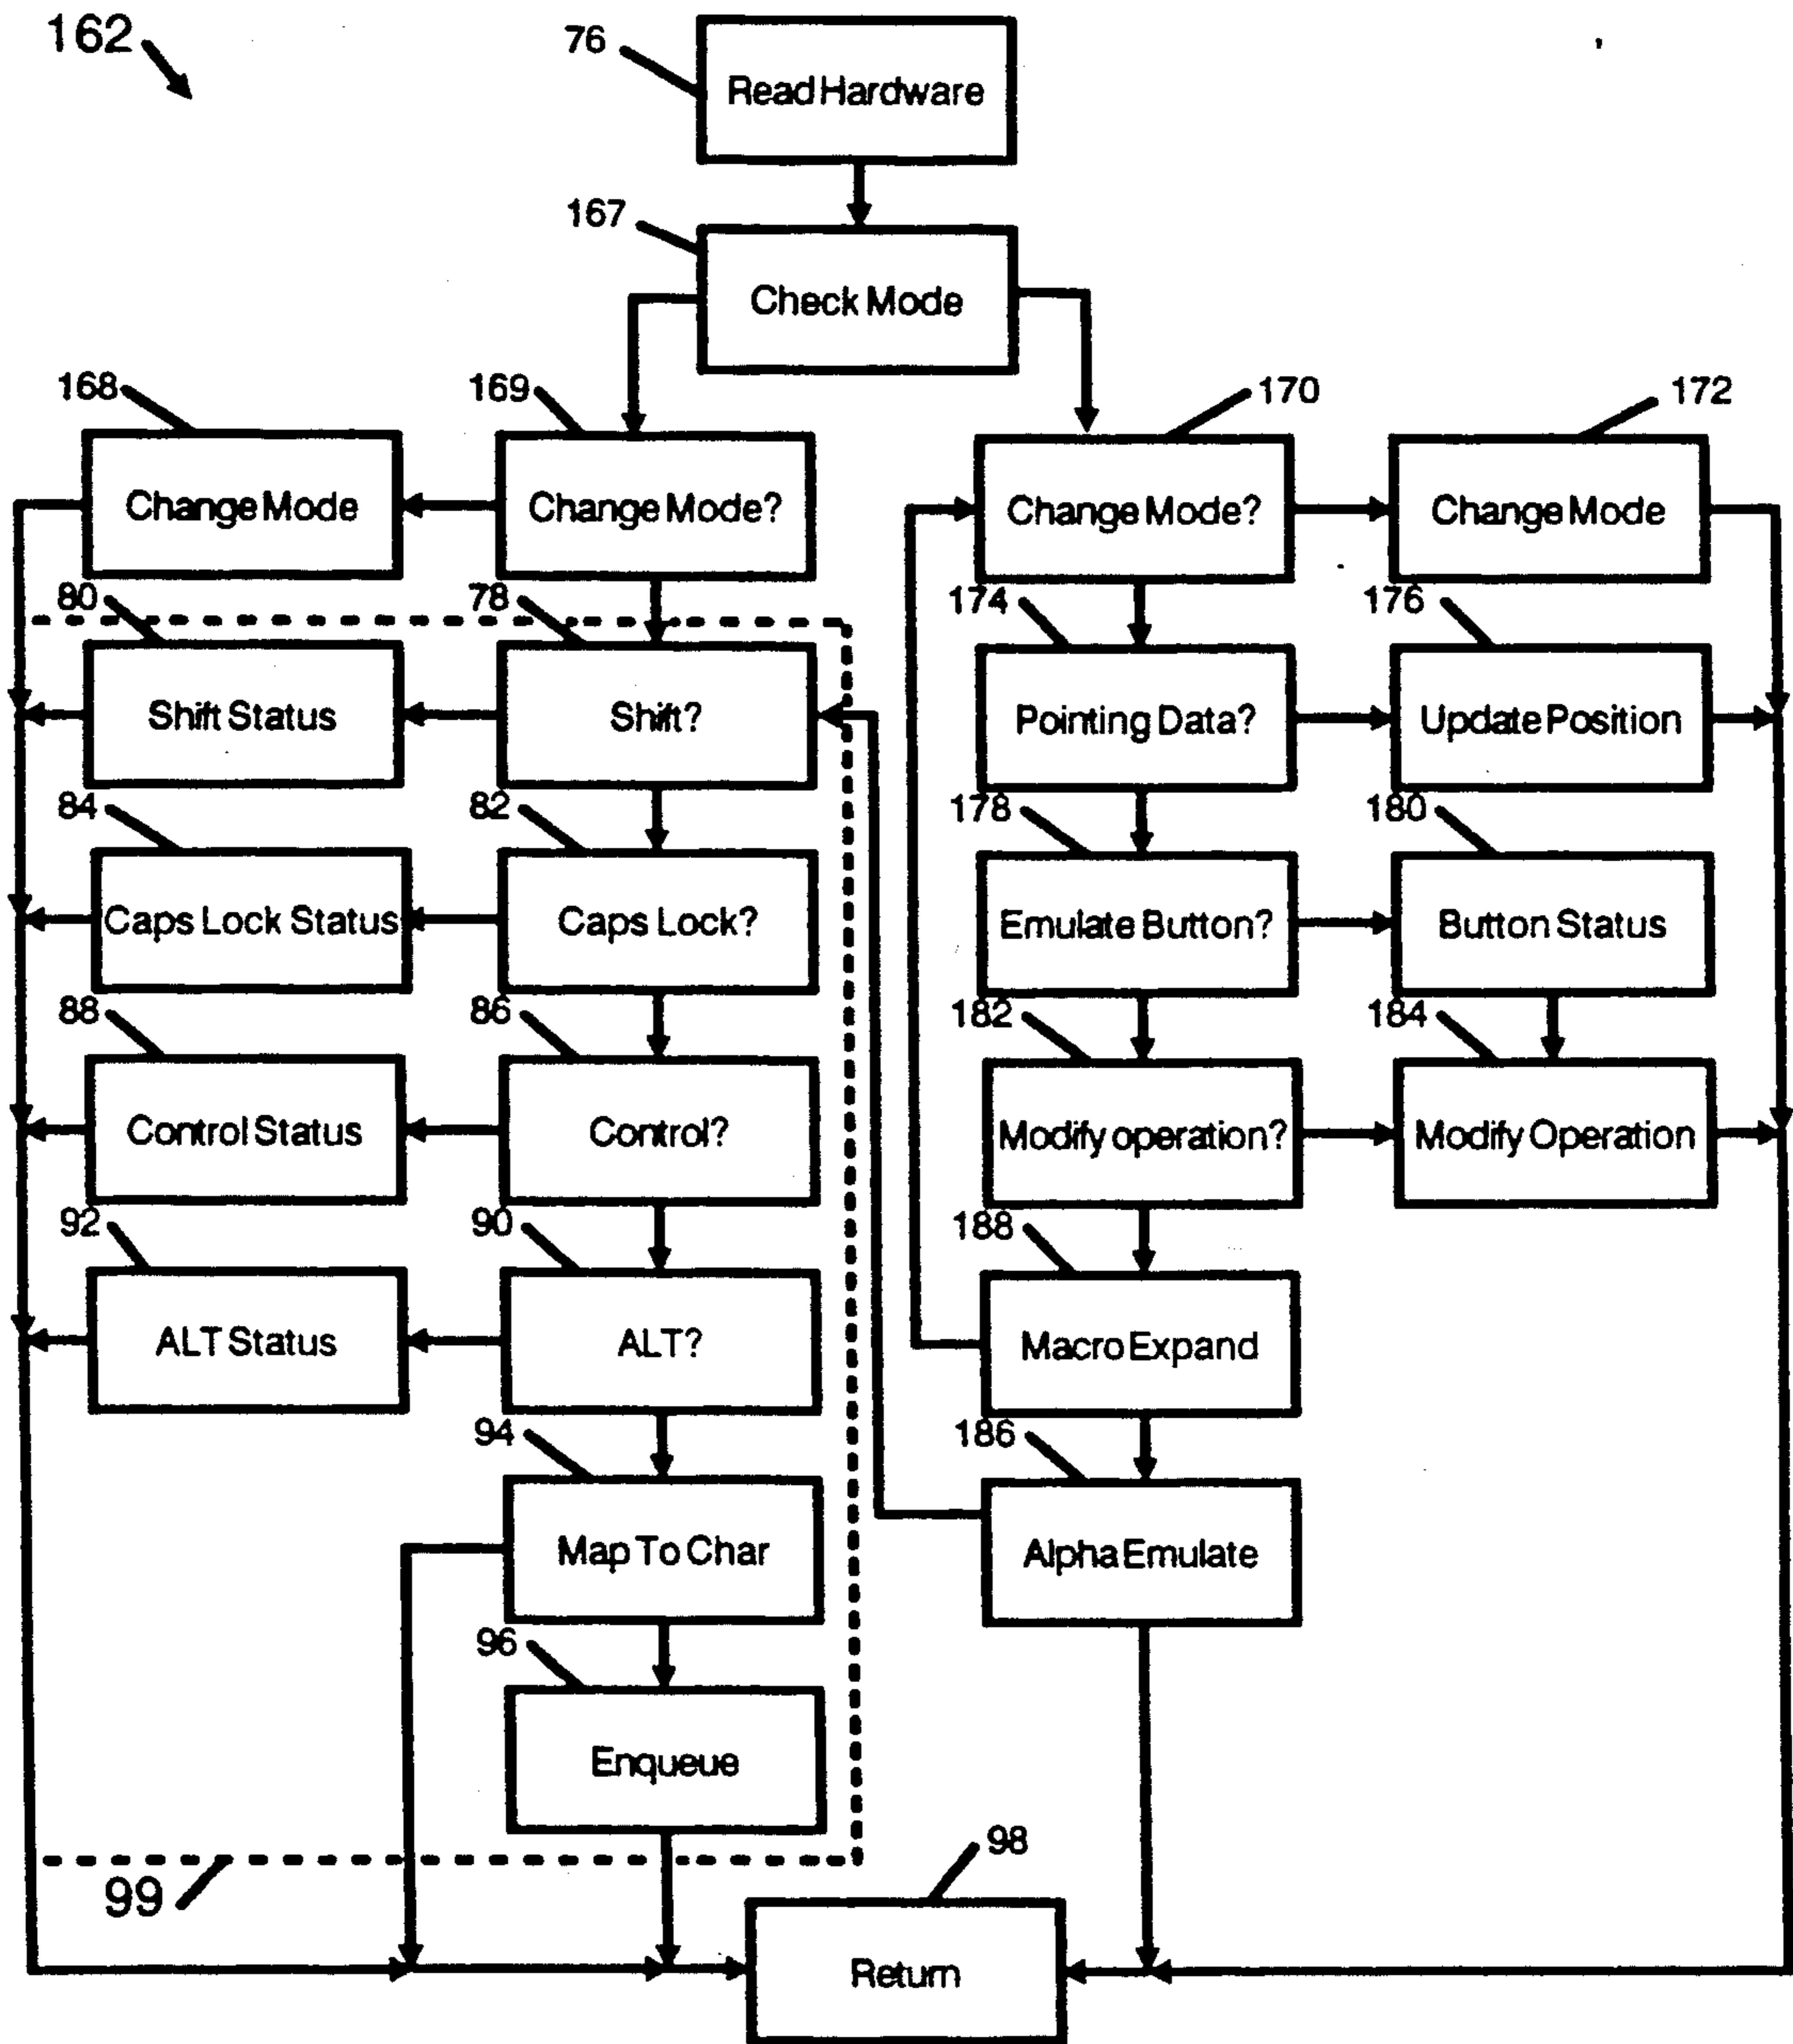 162
76
Read Hardware
167
Check Mode
168
169
170
172
Change Mode
Change Mode?
Change Mode?
Change Mode
80
78
174
176
Shift Status
Shift?
Pointing Data?
Update Position
84
82
178
180
Caps Lock Status
Caps Lock?
Emulate Button?
Button Status
88
86
182
184
Control Status
Control?
Modify operation?
Modify Operation
92
90
188
ALT Status
ALT?
Macro Expand
94
186
Map To Char
Alpha Emulate
96
Enqueue
98
99
Return